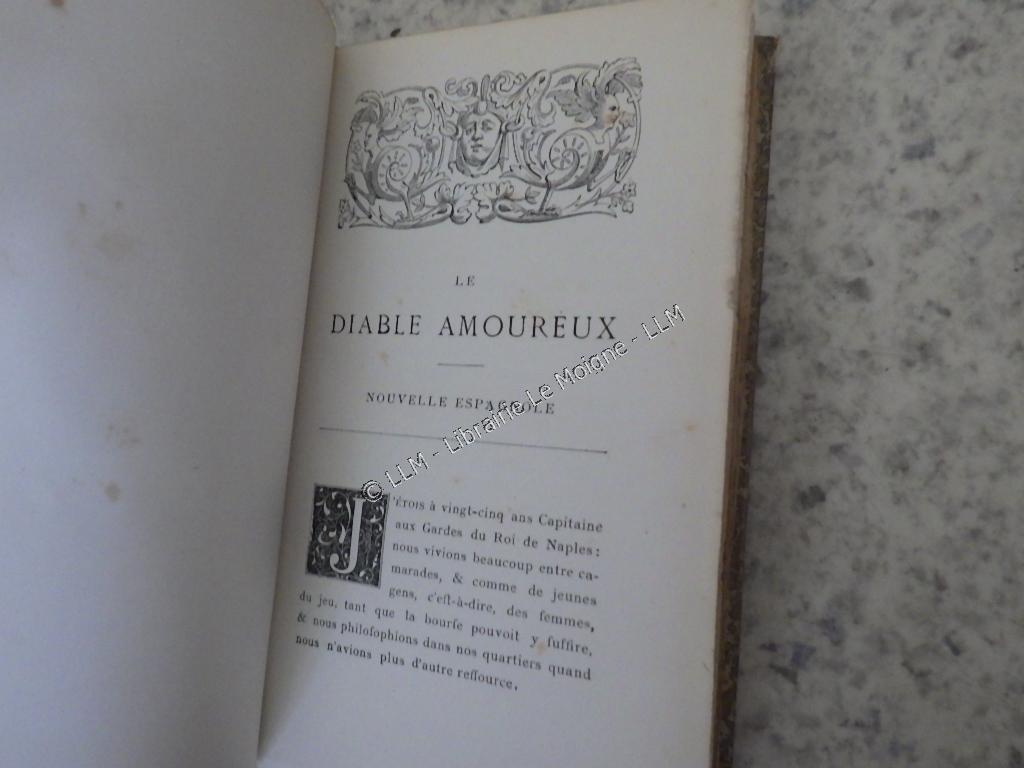 LE
DIABLE AMOUREUX
NOUVELLE ESPAGNOLE
© LLM - Librairie Le Moigne - LLM
J'ÉTOIS à vingt-cinq ans Capitaine
aux Gardes du Roi de Naples :
nous vivions beaucoup entre ca-
marades, & comme de jeunes
gens, c'eſt-à-dire, des femmes,
du jeu, tant que la bourſe pouvoit y ſuffire,
& nous philoſophions dans nos quartiers quand
nous n'avions plus d'autre reſſource.